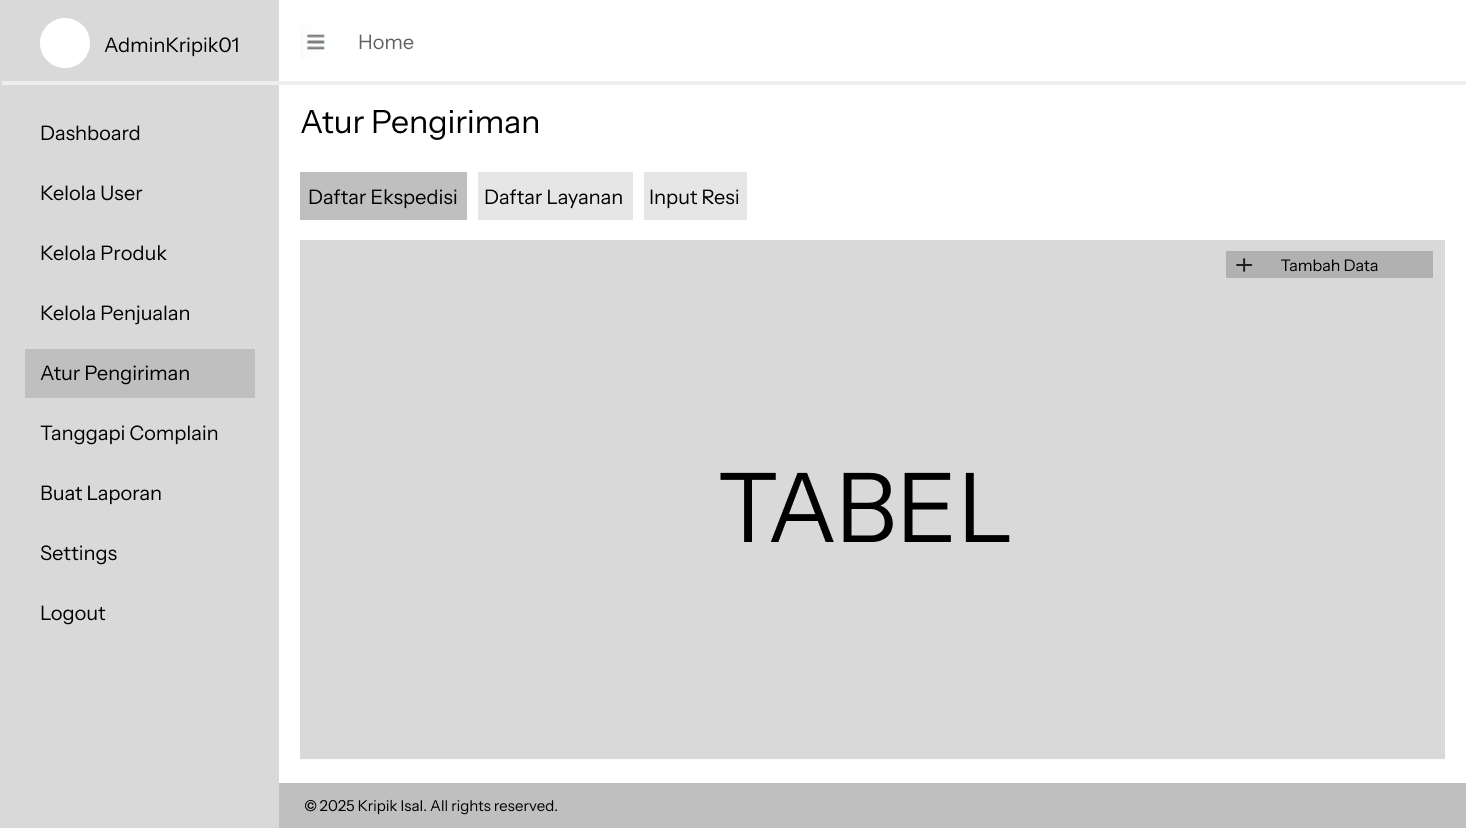 AdminKripik01
Home
Dashboard
Kelola User
Kelola Produk
Kelola Penjualan
Atur Pengiriman
Tanggapi Complain
Buat Laporan
Settings
Logout
Atur Pengiriman
Daftar Ekspedisi
Daftar Layanan
Input Resi
Tambah Data
TABEL
© 2025 Kripik Isal. All rights reserved.